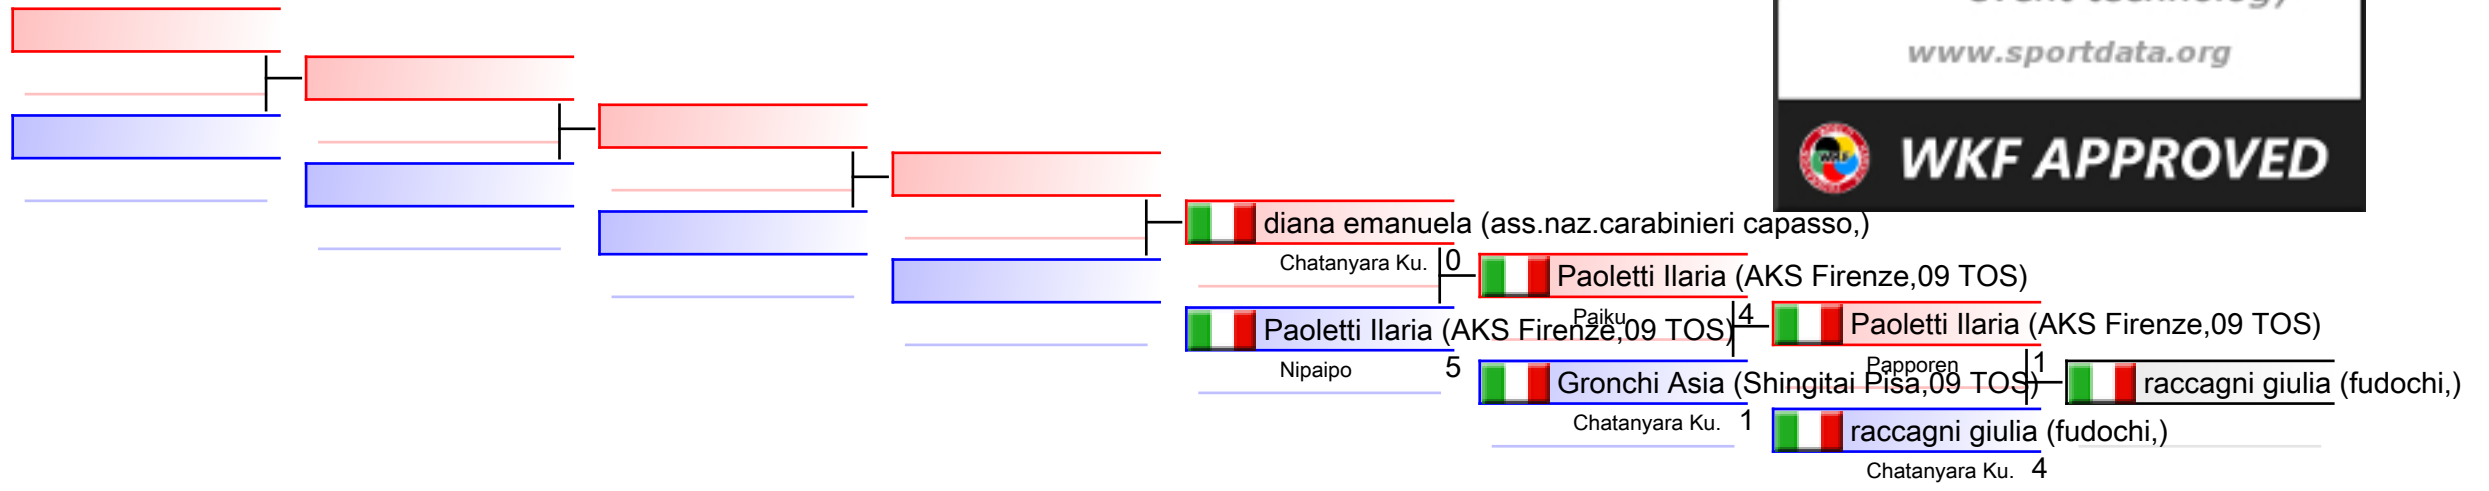 www.sportdata.org
WKF APPROVED
diana emanuela (ass.naz.carabinieri capasso,)
Chatanyara Ku. 0
Paoletti Ilaria (AKS Firenze,09 TOS)
Nipaipo 5
Paoletti Ilaria (AKS Firenze,09 TOS)
Paiku 4
Gronchi Asia (Shingitai Pisa,09 TOS)
Chatanyara Ku. 1
Paoletti Ilaria (AKS Firenze,09 TOS)
Papporen 1
raccagni giulia (fudochi,)
Chatanyara Ku. 4
raccagni giulia (fudochi,)